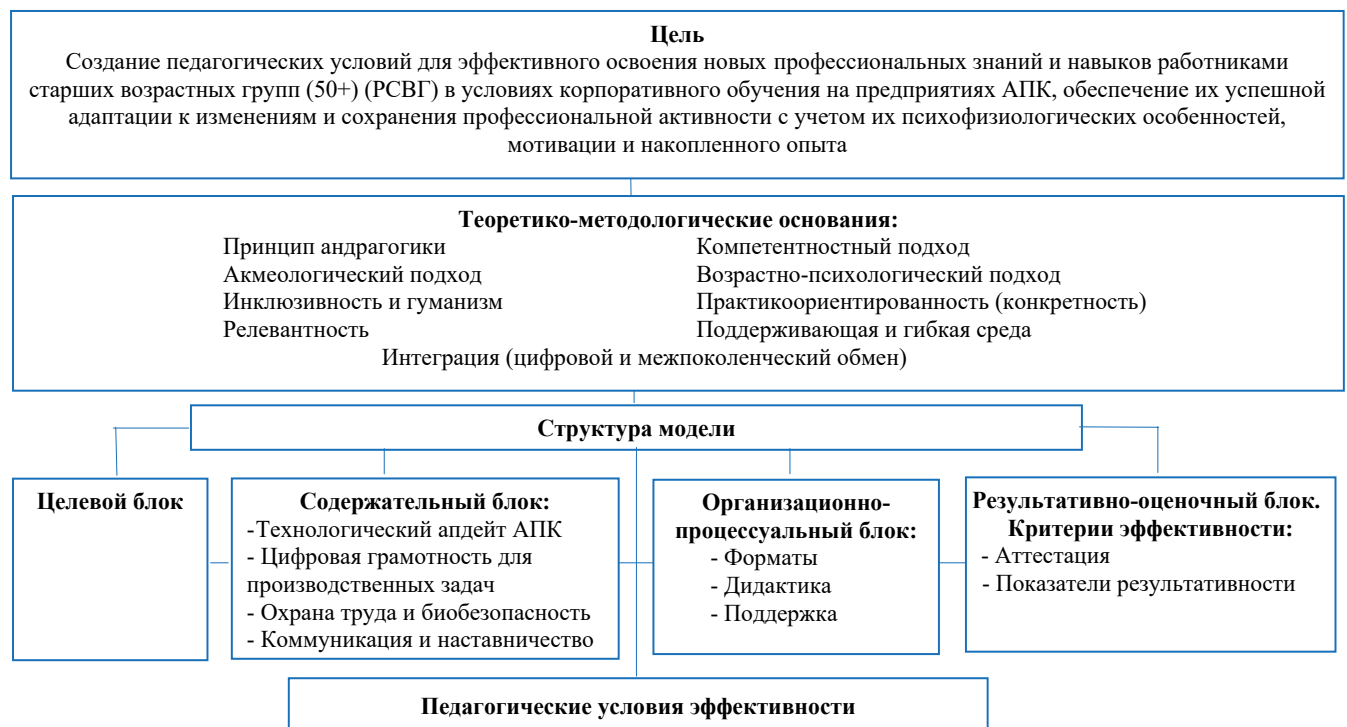 Цель
Создание педагогических условий для эффективного освоения новых профессиональных знаний и навыков работниками
старших возрастных групп (50+) (РСВГ) в условиях корпоративного обучения на предприятиях АПК, обеспечение их успешной
адаптации к изменениям и сохранения профессиональной активности с учетом их психофизиологических особенностей,
мотивации и накопленного опыта
Теоретико-методологические основания:
Принцип андрагогики
Акмеологический подход
Инклюзивность и гуманизм
Релевантность
Компетентностный подход
Возрастно-психологический подход
Практикоориентированность (конкретность)
Поддерживающая и гибкая среда
Интеграция (цифровой и межпоколенческий обмен)
Структура модели
Целевой блок
Содержательный блок:
-Технологический апдейт АПК
- Цифровая грамотность для
производственных задач
- Охрана труда и биобезопасность
- Коммуникация и наставничество
Организационно-
процессуальный блок:
- Форматы
- Дидактика
- Поддержка
Результативно-оценочный блок.
Критерии эффективности:
- Аттестация
- Показатели результативности
Педагогические условия эффективности